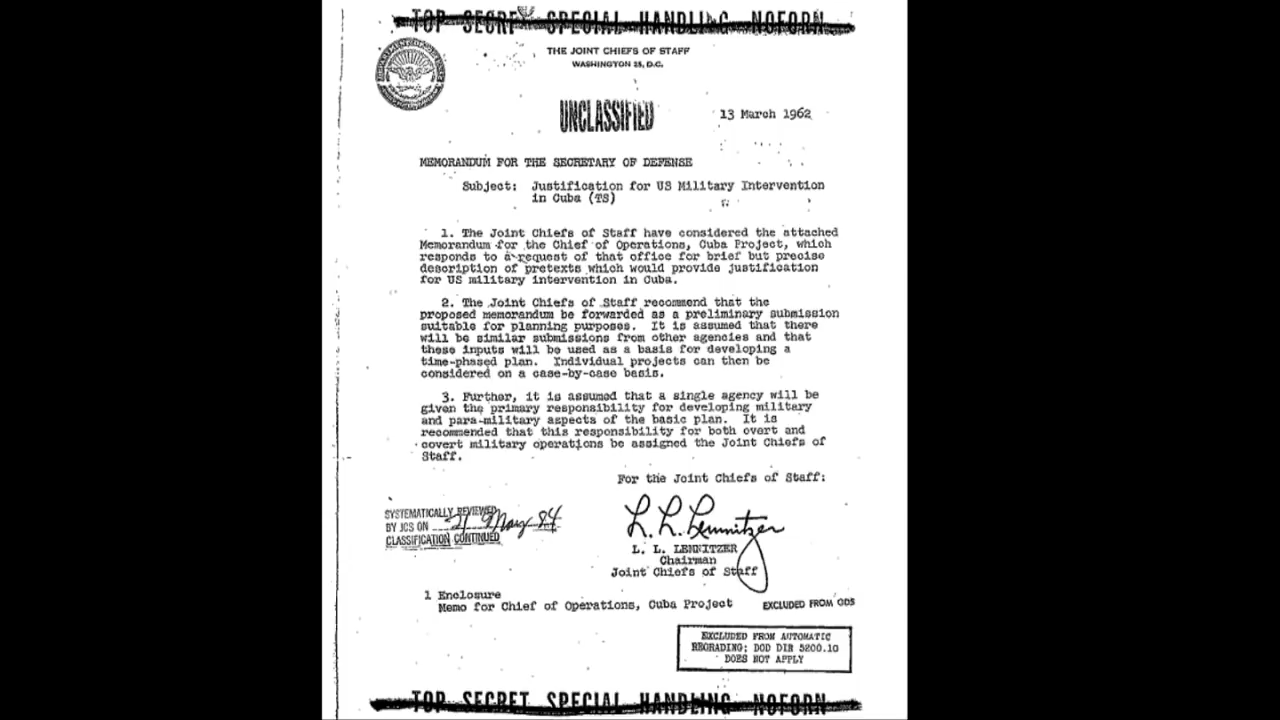 TOP SECRET SPECIAL HANDLING NOFORN
THE JOINT CHIEFS OF STAFF
WASHINGTON 25, D.C.
UNCLASSIFIED
13 March 1962
MEMORANDUM FOR THE SECRETARY OF DEFENSE
Subject: Justification for US Military Intervention
in Cuba (TS)
1. The Joint Chiefs of Staff have considered the attached
Memorandum for the Chief of Operations, Cuba Project, which
responds to a request of that office for brief but precise
description of pretexts which would provide justification
for US military intervention in Cuba.
2. The Joint Chiefs of Staff recommend that the
proposed memorandum be forwarded as a preliminary submission
suitable for planning purposes. It is assumed that there
will be similar submissions from other agencies and that
these inputs will be used as a basis for developing a
time-phased plan. Individual projects can then be
considered on a case-by-case basis.
3. Further, it is assumed that a single agency will be
given the primary responsibility for developing military
and para-military aspects of the basic plan. It is
recommended that this responsibility for both overt and
covert military operations be assigned the Joint Chiefs of
Staff.
For the Joint Chiefs of Staff:
SYSTEMATICALLY REVIEWED
BY JCS ON 21 May 84
CLASSIFICATION CONTINUED
L. L. Lemnitzer
L. L. LEMNITZER
Chairman
Joint Chiefs of Staff
1 Enclosure
Memo for Chief of Operations, Cuba Project
EXCLUDED FROM GDS
EXCLUDED FROM AUTOMATIC
REGRADING; DOD DIR 5200.10
DOES NOT APPLY
TOP SECRET SPECIAL HANDLING NOFORN